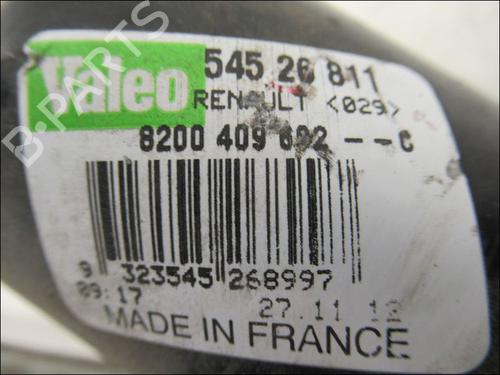 Valeo
545 26 811
RENAULT <029>
8200 409 692 -- C
9 323545 268997
09:17
27.11 12
MADE IN FRANCE
B-PARTS